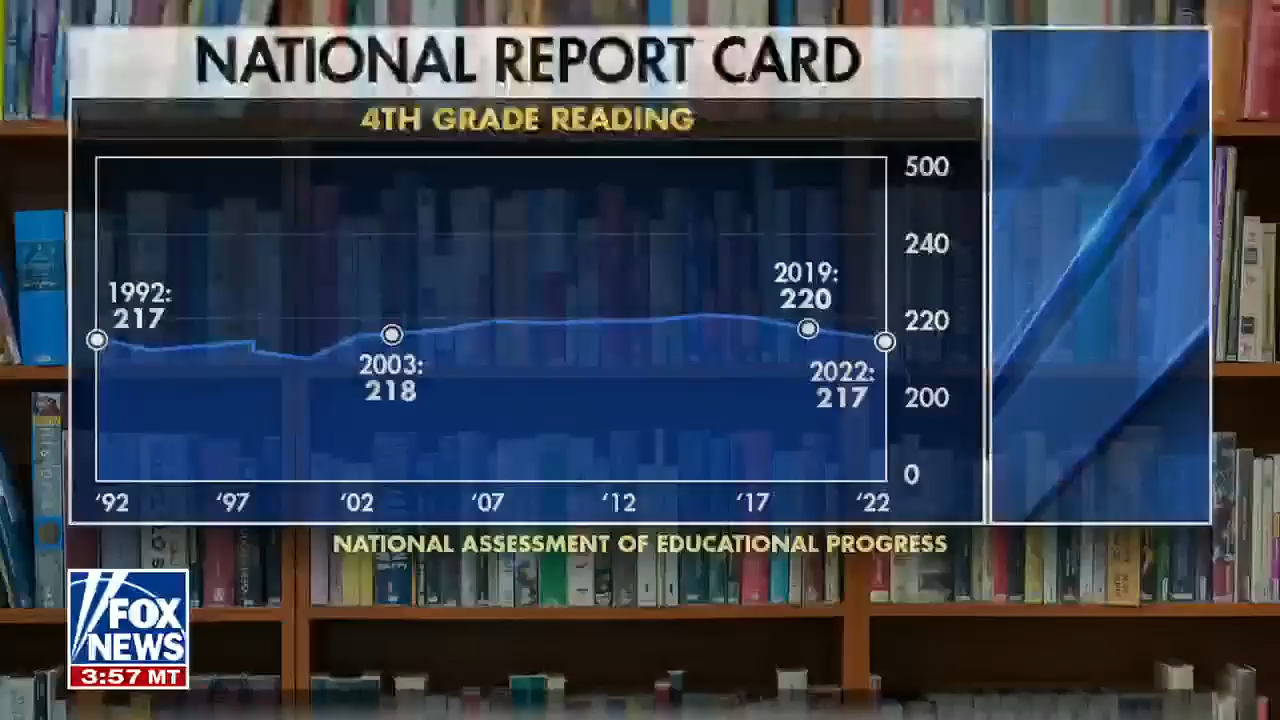 NATIONAL REPORT CARD
4TH GRADE READING
500
240
220
200
0
1992:
217
2003:
218
2019:
220
2022:
217
‘92 ‘97 ‘02 ‘07 ‘12 ‘17 ‘22
NATIONAL ASSESSMENT OF EDUCATIONAL PROGRESS
FOX
NEWS
3:57 MT